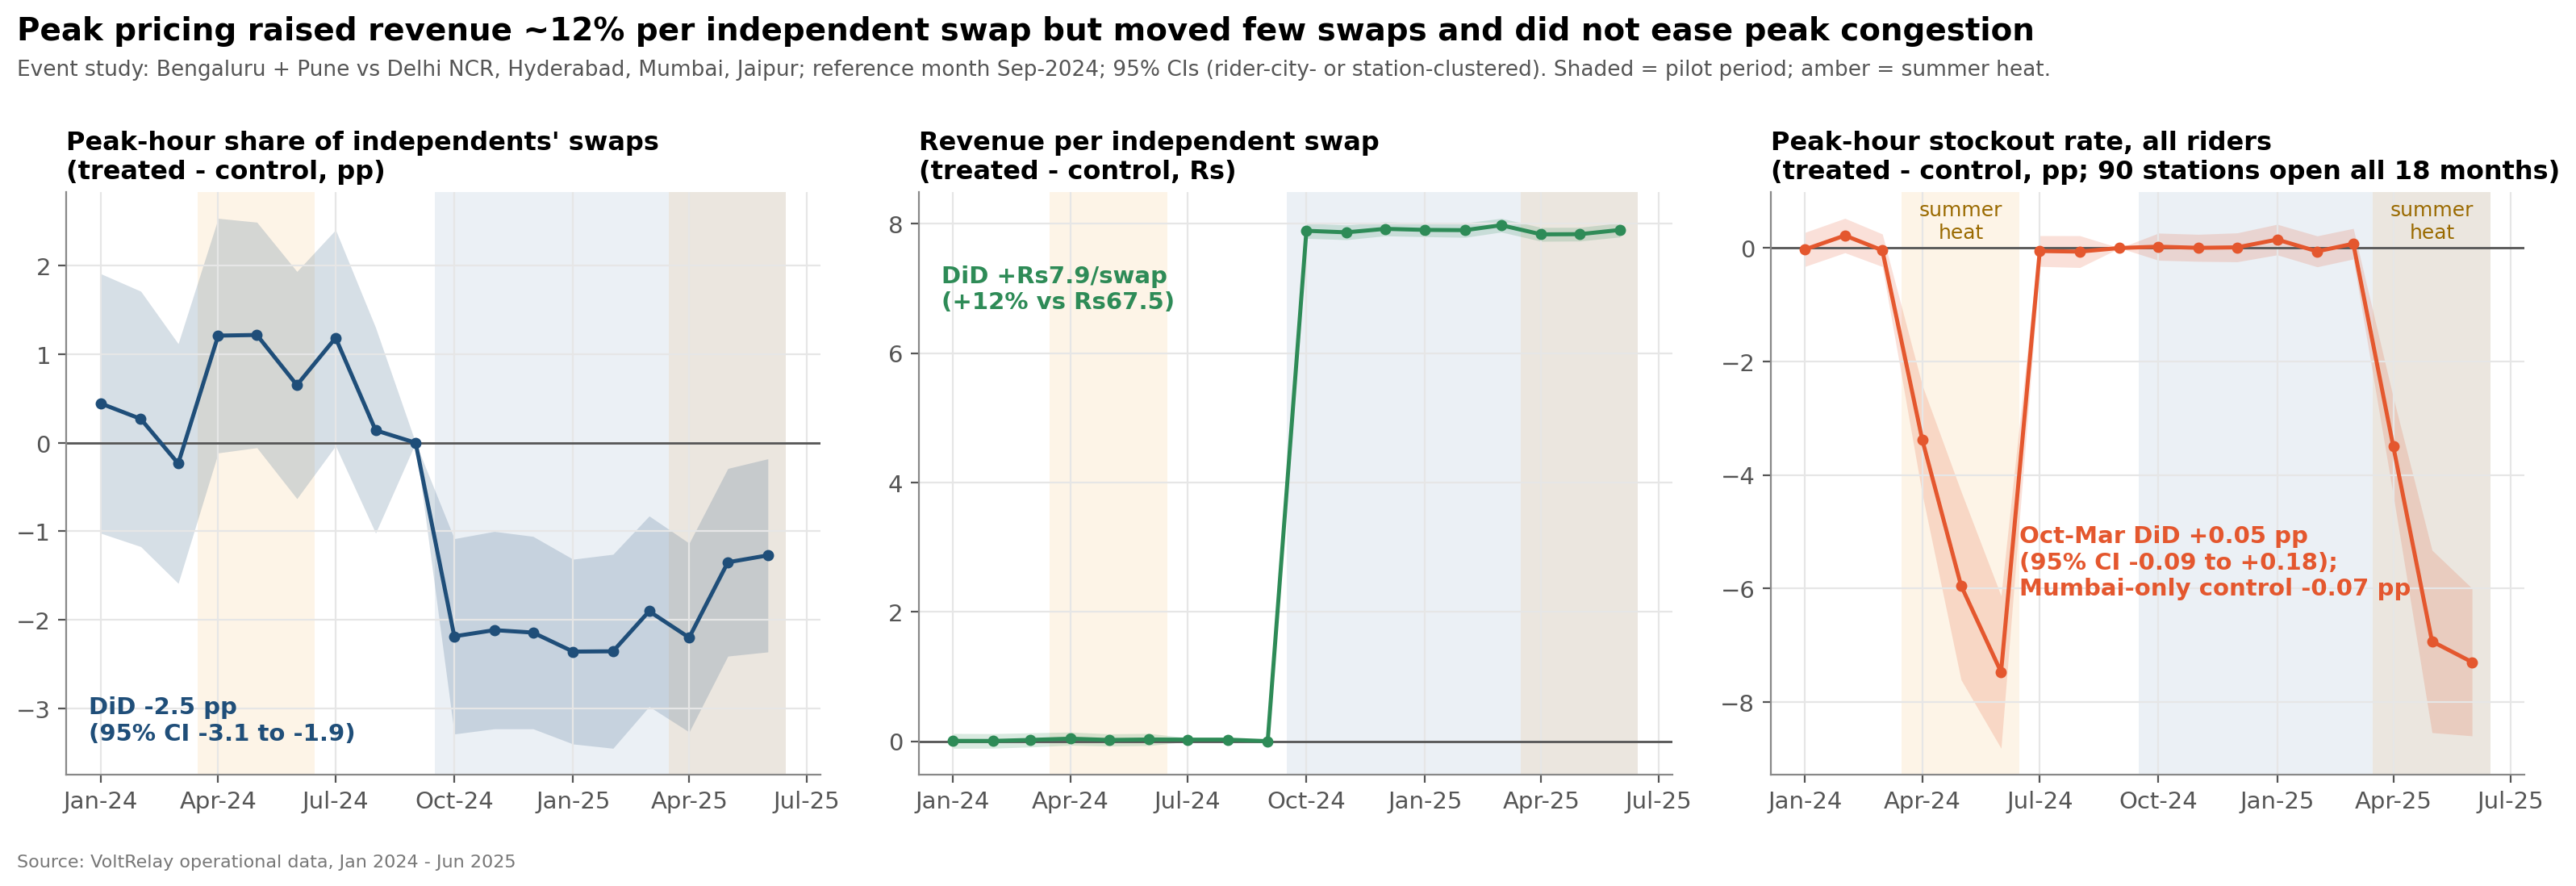 Peak pricing raised revenue ~12% per independent swap but moved few swaps and did not ease peak congestion
Event study: Bengaluru + Pune vs Delhi NCR, Hyderabad, Mumbai, Jaipur; reference month Sep-2024; 95% CIs (rider-city- or station-clustered). Shaded = pilot period; amber = summer heat.
Peak-hour share of independents' swaps
(treated - control, pp)
2
1
0
−1
−2
−3
DiD -2.5 pp
(95% CI -3.1 to -1.9)
Jan-24
Apr-24
Jul-24
Oct-24
Jan-25
Apr-25
Jul-25
Revenue per independent swap
(treated - control, Rs)
8
6
4
2
0
DiD +Rs7.9/swap
(+12% vs Rs67.5)
Jan-24
Apr-24
Jul-24
Oct-24
Jan-25
Apr-25
Jul-25
Peak-hour stockout rate, all riders
(treated - control, pp; 90 stations open all 18 months)
summer
heat
summer
heat
0
−2
−4
−6
−8
Oct-Mar DiD +0.05 pp
(95% CI -0.09 to +0.18);
Mumbai-only control -0.07 pp
Jan-24
Apr-24
Jul-24
Oct-24
Jan-25
Apr-25
Jul-25
Source: VoltRelay operational data, Jan 2024 - Jun 2025